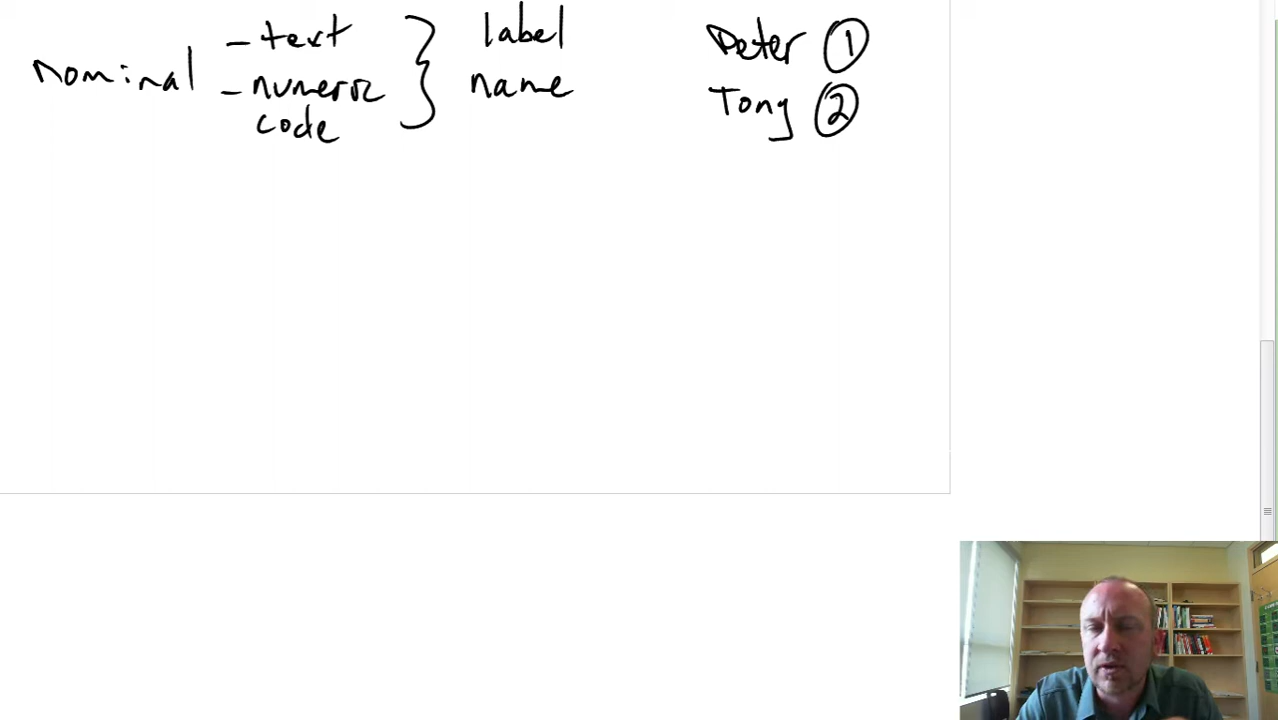 nominal
- text
- numeric
code
label
name
Peter 1
Tony 2